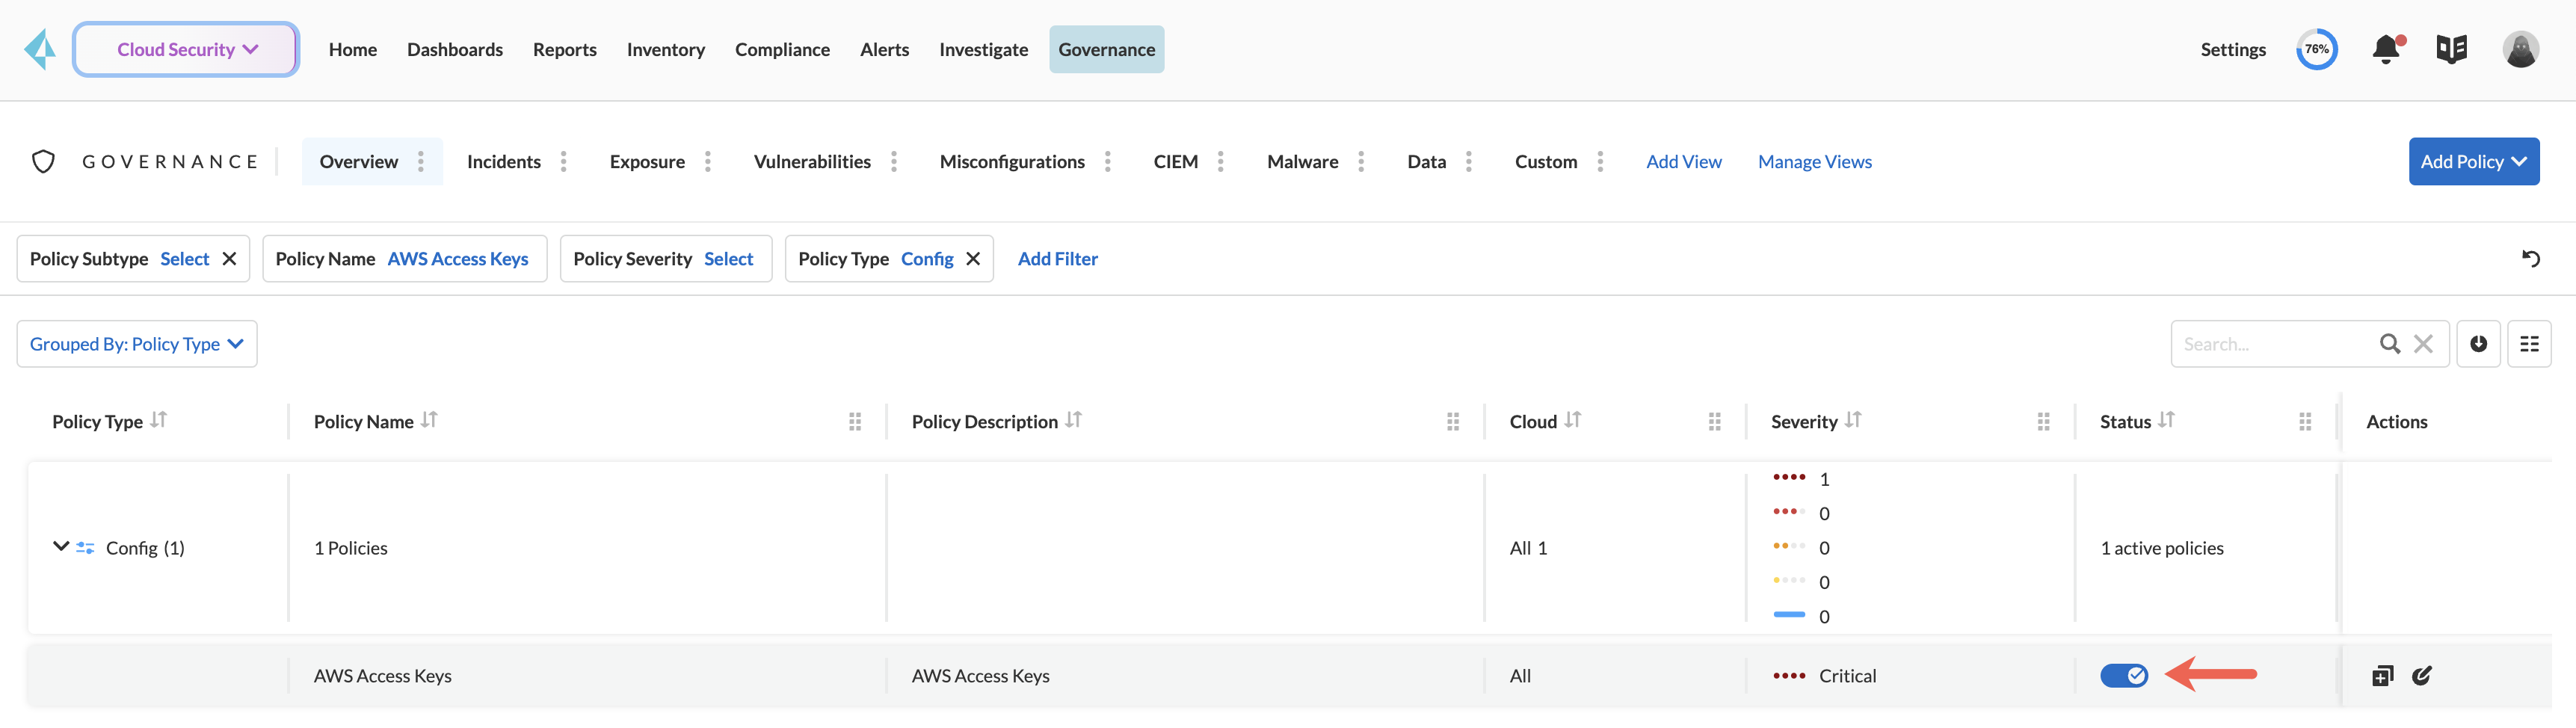 Cloud Security Home Dashboards Reports Inventory Compliance Alerts Investigate Governance Settings 76%
GOVERNANCE Overview Incidents Exposure Vulnerabilities Misconfigurations CIEM Malware Data Custom Add View Manage Views Add Policy
Policy Subtype Select Policy Name AWS Access Keys Policy Severity Select Policy Type Config Add Filter
Grouped By: Policy Type Search...
Policy Type Policy Name Policy Description Cloud Severity Status Actions
1
0
Config (1) 1 Policies All 1 0 1 active policies
0
0
AWS Access Keys AWS Access Keys All Critical